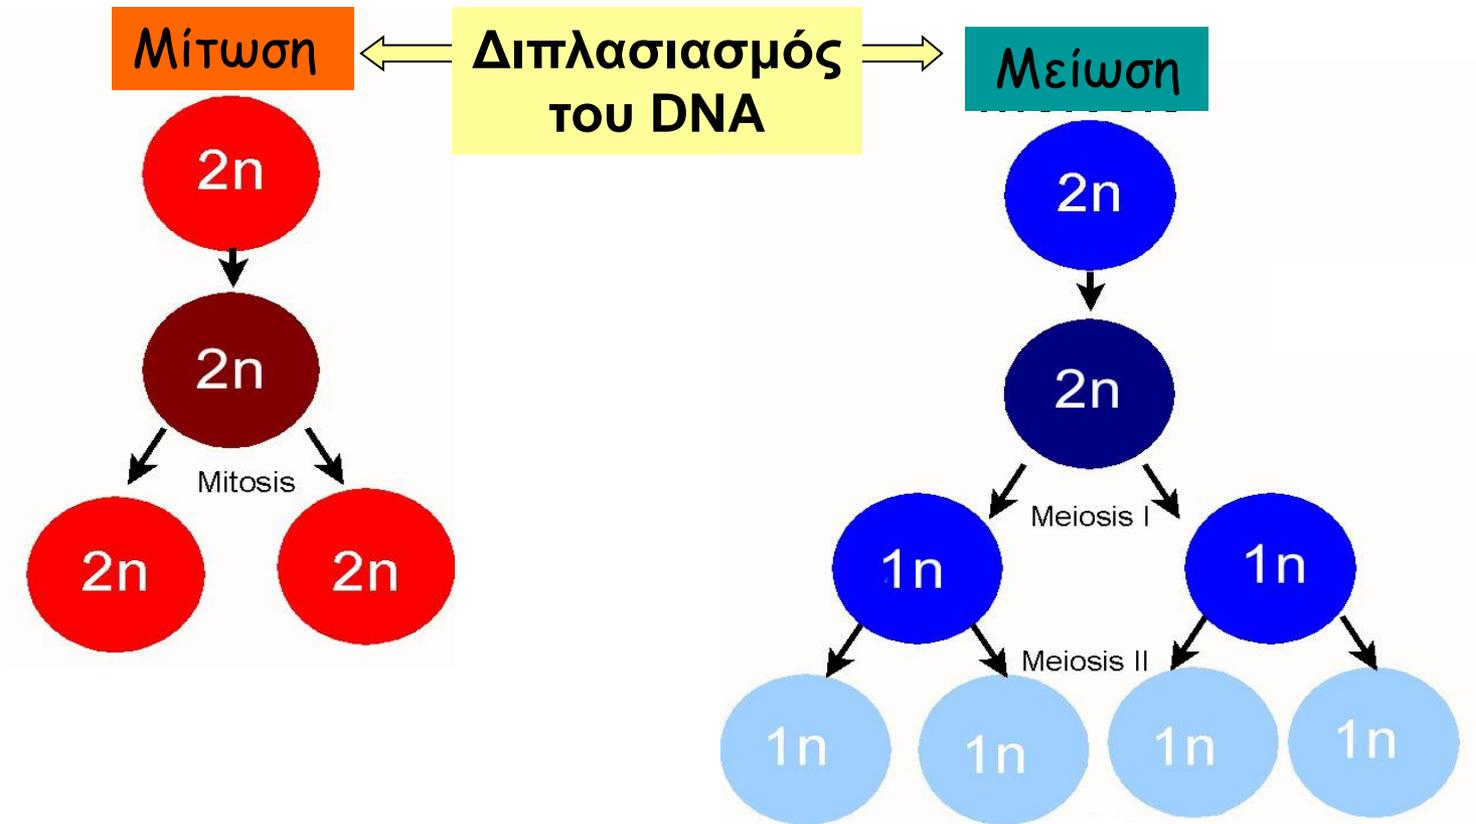 Μίτωση
Διπλασιασμός
του DNA
Μείωση
2n
2n
Mitosis
2n
2n
2n
2n
Meiosis I
1n
1n
Meiosis II
1n
1n
1n
1n